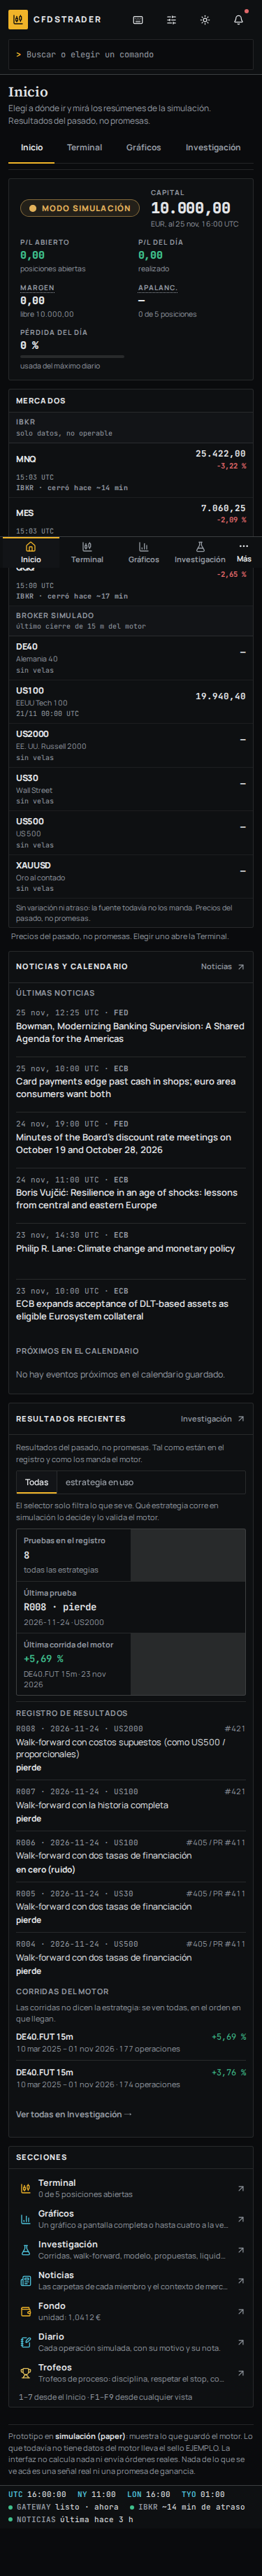 CFDSTRADER
> Buscar o elegir un comando
Inicio
Elegí a dónde ir y mirá los resúmenes de la simulación.
Resultados del pasado, no promesas.
Inicio Terminal Gráficos Investigación
MODO SIMULACIÓN
CAPITAL
10.000,00
EUR, al 25 nov. 16:00 UTC
P/L ABIERTO
0,00
posiciones abiertas
P/L DEL DÍA
0,00
realizado
MARGEN
0,00
libre 10.000,00
APALANC.
—
0 de 5 posiciones
PÉRDIDA DEL DÍA
0 %
usada del máximo diario
MERCADOS
IBKR
solo datos, no operable
MNQ 25.422,00
-3,22 %
15:03 UTC
IBKR · cerró hace ~14 min
MES 7.060,25
-2,09 %
15:03 UTC
Inicio Terminal Gráficos Investigación Más
-2,65 %
15:00 UTC
IBKR · cerró hace ~17 min
BROKER SIMULADO
último cierre de 15 m del motor
DE40 —
Alemania 40
sin velas
US100 19.940,40
EEUU Tech 100
21/11 00:00 UTC
US2000 —
EE. UU. Russell 2000
sin velas
US30 —
Wall Street
sin velas
US500 —
US 500
sin velas
XAUUSD —
Oro al contado
sin velas
Sin variación ni atraso: la fuente todavía no los manda. Precios del
pasado, no promesas.
Precios del pasado, no promesas. Elegir uno abre la Terminal.
NOTICIAS Y CALENDARIO Noticias ↗
ÚLTIMAS NOTICIAS
25 nov, 12:25 UTC · FED
Bowman, Modernizing Banking Supervision: A Shared
Agenda for the Americas
25 nov, 10:00 UTC · ECB
Card payments edge past cash in shops; euro area
consumers want both
24 nov, 19:00 UTC · FED
Minutes of the Board's discount rate meetings on
October 19 and October 28, 2026
24 nov, 11:00 UTC · ECB
Boris Vujčić: Resilience in an age of shocks: lessons
from central and eastern Europe
23 nov, 14:30 UTC · ECB
Philip R. Lane: Climate change and monetary policy
23 nov, 10:00 UTC · ECB
ECB expands acceptance of DLT-based assets as
eligible Eurosystem collateral
PRÓXIMOS EN EL CALENDARIO
No hay eventos próximos en el calendario guardado.
RESULTADOS RECIENTES Investigación ↗
Resultados del pasado, no promesas. Tal como están en el
registro y como los manda el motor.
Todas estrategia en uso
El selector solo filtra lo que se ve. Qué estrategia corre en
simulación lo decide y lo valida el motor.
Pruebas en el registro
8
todas las estrategias
Última prueba
R008 · pierde
2026-11-24 · US2000
Última corrida del motor
+5,69 %
DE40.FUT 15m · 23 nov
2026
REGISTRO DE RESULTADOS
R008 · 2026-11-24 · US2000 #421
Walk-forward con costos supuestos (como US500 /
proporcionales)
pierde
R007 · 2026-11-24 · US100 #421
Walk-forward con la historia completa
pierde
R006 · 2026-11-24 · US100 #405 / PR #411
Walk-forward con dos tasas de financiación
en cero (ruido)
R005 · 2026-11-24 · US30 #405 / PR #411
Walk-forward con dos tasas de financiación
pierde
R004 · 2026-11-24 · US500 #405 / PR #411
Walk-forward con dos tasas de financiación
pierde
CORRIDAS DEL MOTOR
Las corridas no dicen la estrategia: se ven todas, en el orden en
que llegan.
DE40.FUT 15m +5,69 %
10 mar 2025 – 01 nov 2026 · 177 operaciones
DE40.FUT 15m +3,76 %
10 mar 2025 – 01 nov 2026 · 174 operaciones
Ver todas en Investigación →
SECCIONES
Terminal
0 de 5 posiciones abiertas
Gráficos
Un gráfico a pantalla completa o hasta cuatro a la ve…
Investigación
Corridas, walk-forward, modelo, propuestas, liquid…
Noticias
Las carpetas de cada miembro y el contexto de merc…
Fondo
unidad: 1,0412 €
Diario
Cada operación simulada, con su motivo y su nota.
Trofeos
Trofeos de proceso: disciplina, respetar el stop, co…
1–7 desde el Inicio · F1–F9 desde cualquier vista
Prototipo en simulación (paper): muestra lo que guardó el motor. Lo
que todavía no tiene datos del motor lleva el sello EJEMPLO. La
interfaz no calcula nada ni envía órdenes reales. Nada de lo que se
ve acá es una señal real ni una promesa de ganancia.
UTC 16:00:00 NY 11:00 LON 16:00 TYO 01:00
GATEWAY listo · ahora IBKR ~14 min de atraso
NOTICIAS última hace 3 h